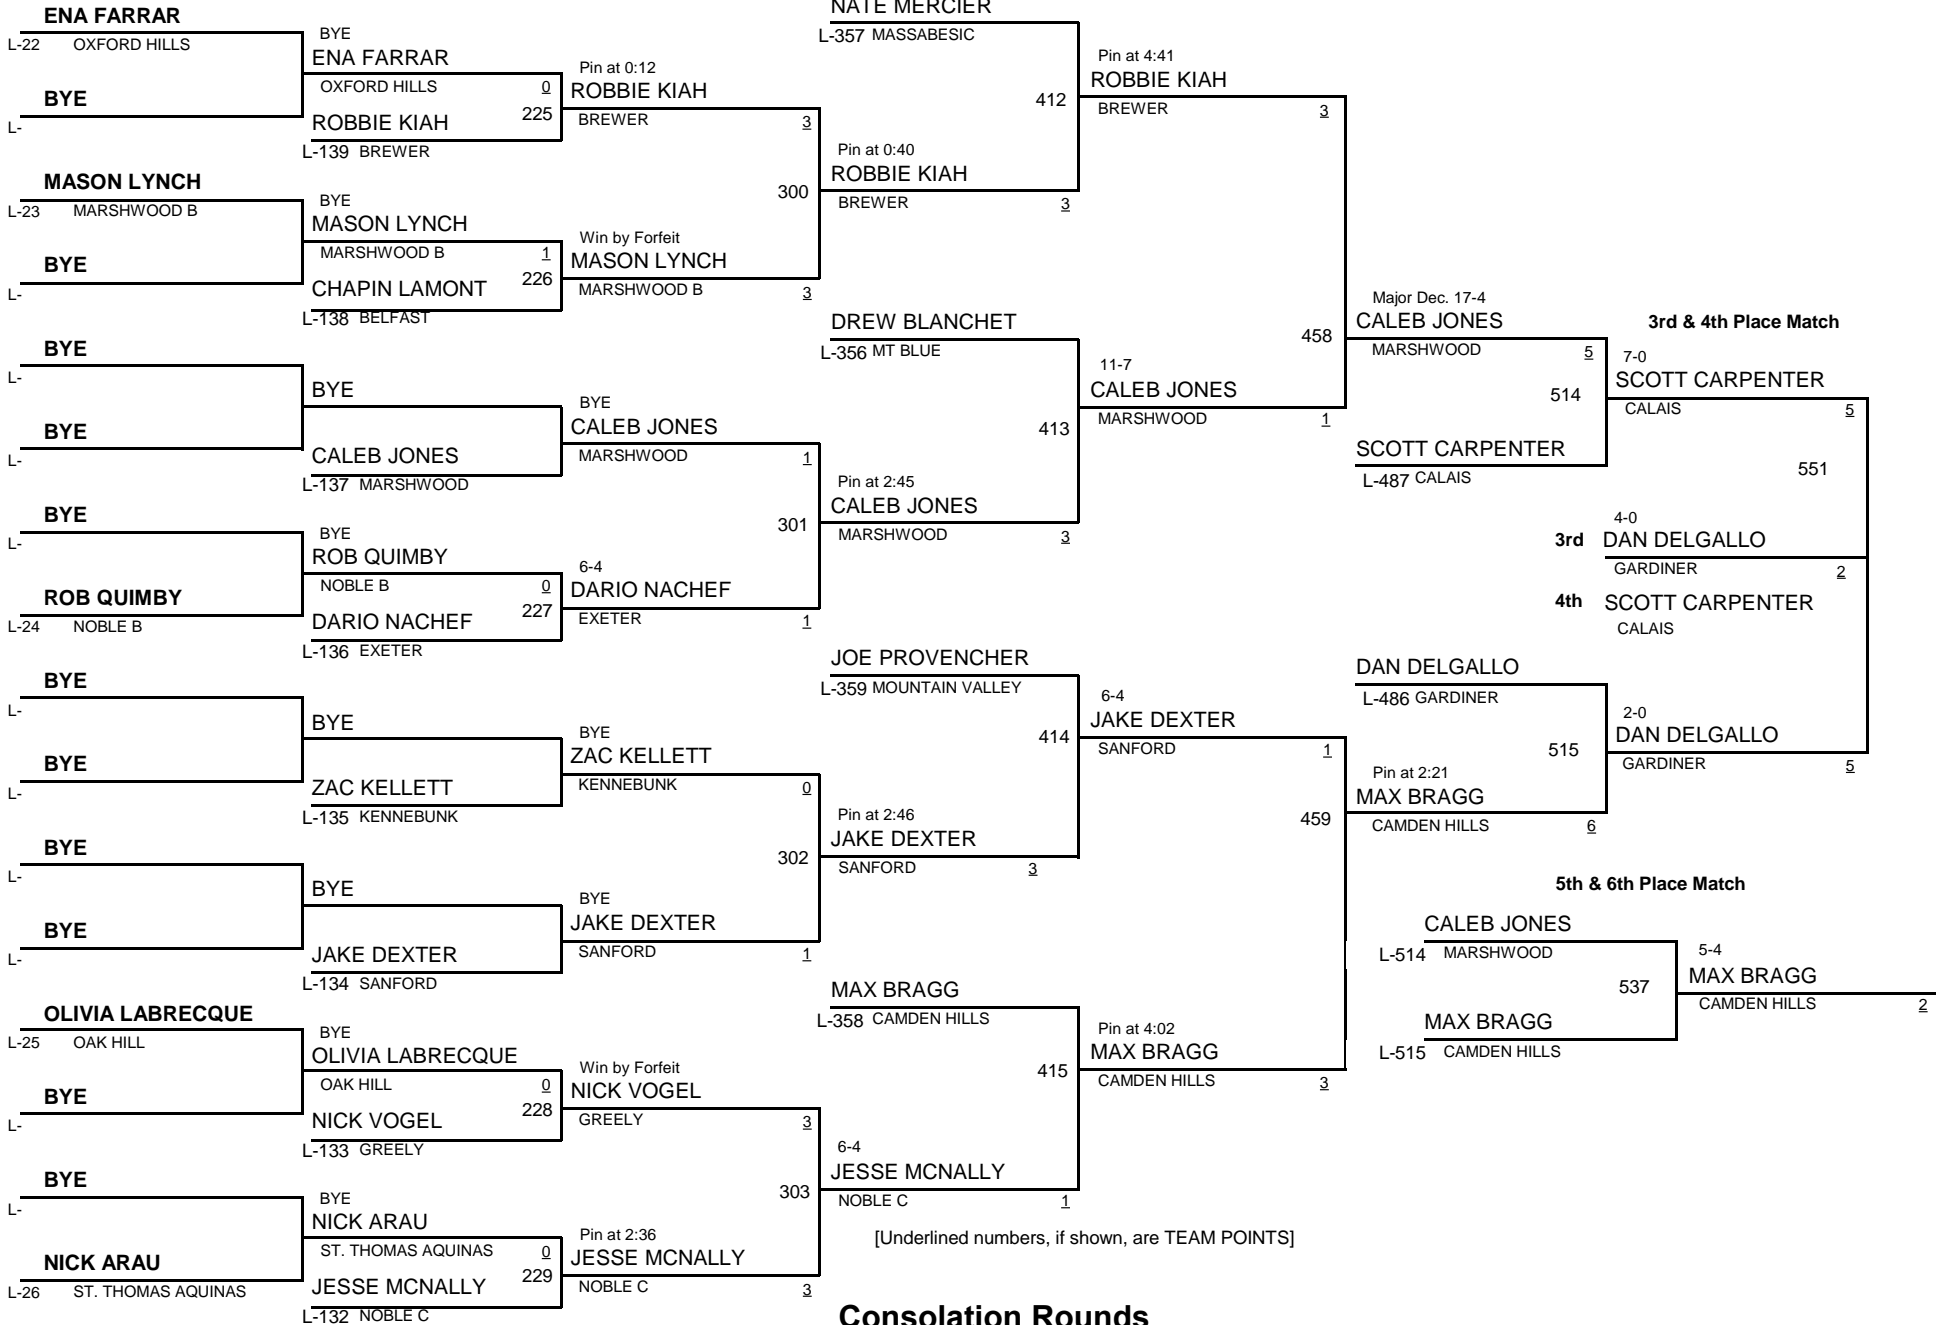 ENA FARRAR
L-22 OXFORD HILLS
BYE
L-
MASON LYNCH
L-23 MARSHWOOD B
BYE
L-
BYE
L-
BYE
L-
BYE
L-
ROB QUIMBY
L-24 NOBLE B
BYE
L-
BYE
L-
BYE
L-
BYE
L-
OLIVIA LABRECQUE
L-25 OAK HILL
BYE
L-
BYE
L-
NICK ARAU
L-26 ST. THOMAS AQUINAS
BYE
ENA FARRAR
OXFORD HILLS 0
225
ROBBIE KIAH
L-139 BREWER
BYE
MASON LYNCH
MARSHWOOD B 1
226
CHAPIN LAMONT
L-138 BELFAST
BYE
CALEB JONES
L-137 MARSHWOOD
BYE
ROB QUIMBY
NOBLE B 0
227
DARIO NACHEF
L-136 EXETER
BYE
ZAC KELLETT
L-135 KENNEBUNK
BYE
JAKE DEXTER
L-134 SANFORD
BYE
OLIVIA LABRECQUE
OAK HILL 0
228
NICK VOGEL
L-133 GREELY
BYE
NICK ARAU
ST. THOMAS AQUINAS 0
229
JESSE MCNALLY
L-132 NOBLE C
Pin at 0:12
ROBBIE KIAH
BREWER 3
300
Win by Forfeit
MASON LYNCH
MARSHWOOD B 3
BYE
CALEB JONES
MARSHWOOD 1
301
6-4
DARIO NACHEF
EXETER 1
BYE
ZAC KELLETT
KENNEBUNK 0
302
BYE
JAKE DEXTER
SANFORD 1
Win by Forfeit
NICK VOGEL
GREELY 3
303
Pin at 2:36
JESSE MCNALLY
NOBLE C 3
NATE MERCIER
L-357 MASSABESIC
412
Pin at 0:40
ROBBIE KIAH
BREWER 3
DREW BLANCHET
L-356 MT BLUE
413
Pin at 2:45
CALEB JONES
MARSHWOOD 3
JOE PROVENCHER
L-359 MOUNTAIN VALLEY
414
Pin at 2:46
JAKE DEXTER
SANFORD 3
MAX BRAGG
L-358 CAMDEN HILLS
415
6-4
JESSE MCNALLY
NOBLE C 1
Pin at 4:41
ROBBIE KIAH
BREWER 3
458
11-7
CALEB JONES
MARSHWOOD 1
6-4
JAKE DEXTER
SANFORD 1
459
Pin at 4:02
MAX BRAGG
CAMDEN HILLS 3
Major Dec. 17-4
CALEB JONES
MARSHWOOD 5
514
SCOTT CARPENTER
L-487 CALAIS
DAN DELGALLO
L-486 GARDINER
515
Pin at 2:21
MAX BRAGG
CAMDEN HILLS 6
3rd & 4th Place Match
7-0
SCOTT CARPENTER
CALAIS 5
551
4-0
3rd DAN DELGALLO
GARDINER 2
4th SCOTT CARPENTER
CALAIS
2-0
DAN DELGALLO
GARDINER 5
5th & 6th Place Match
CALEB JONES
L-514 MARSHWOOD
537
MAX BRAGG
L-515 CAMDEN HILLS
5-4
MAX BRAGG
CAMDEN HILLS 2
[Underlined numbers, if shown, are TEAM POINTS]
Consolation Rounds